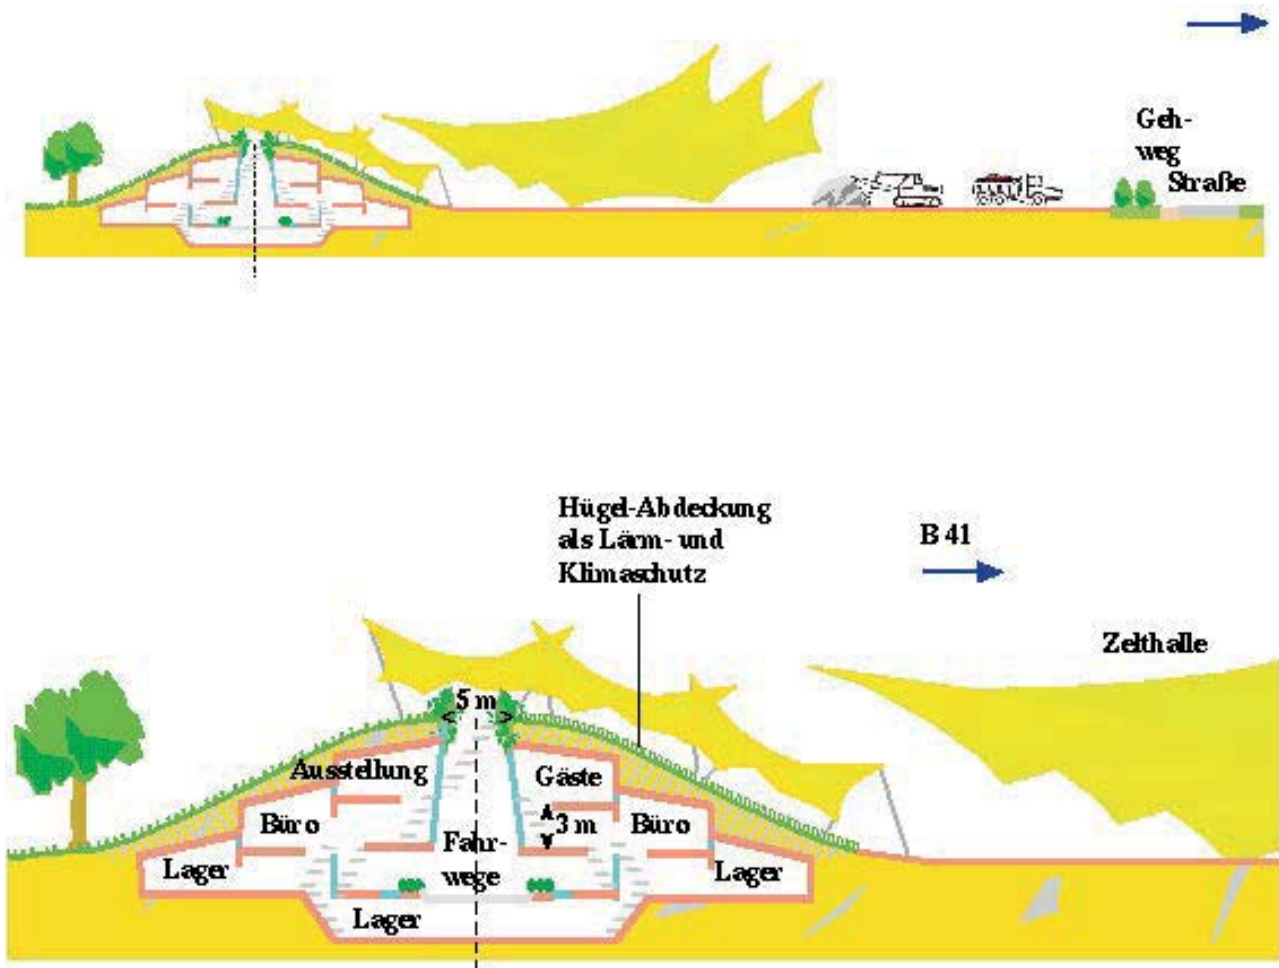 Geh-
weg
Straße
Hügel-Abdeckung
als Lärm- und
Klimaschutz
B 41
Zelthalle
5 m
Ausstellung
Gäste
Büro
3 m
Büro
Fahr-
wege
Lager
Lager
Lager